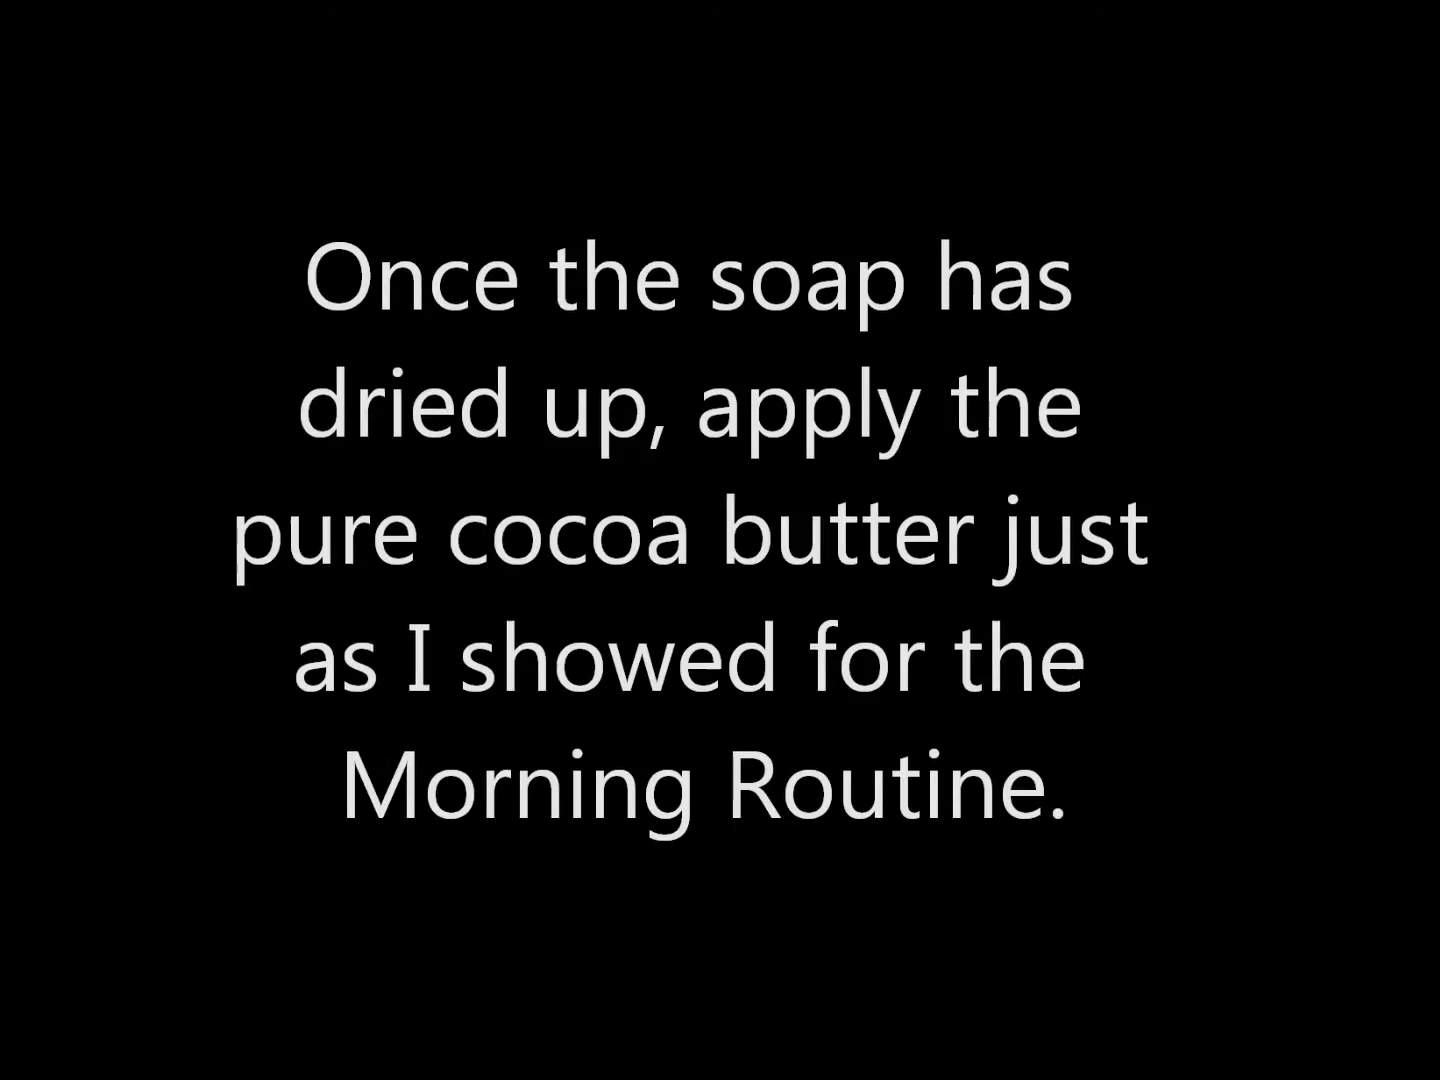 Once the soap has
dried up, apply the
pure cocoa butter just
as I showed for the
Morning Routine.